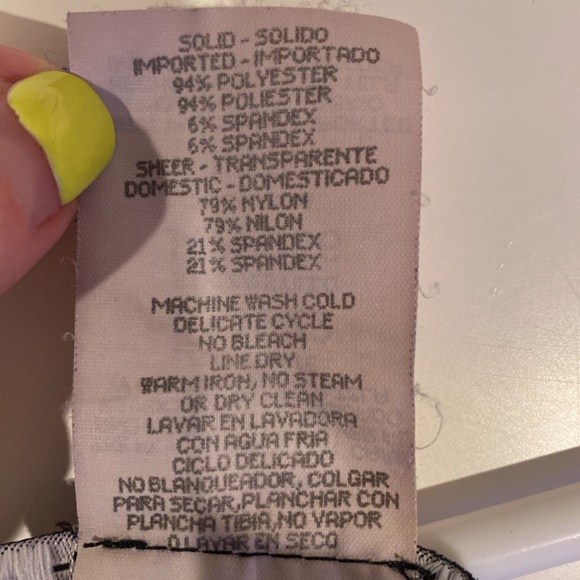 SOLID - SOLIDO
IMPORTED - IMPORTADO
94% POLYESTER
94% POLIESTER
6% SPANDEX
6% SPANDEX
SHEER - TRANSPARENTE
DOMESTIC - DOMESTICADO
79% NYLON
79% NILON
21% SPANDEX
21% SPANDEX
MACHINE WASH COLD
DELICATE CYCLE
NO BLEACH
LINE DRY
WARM IRON, NO STEAM
OR DRY CLEAN
LAVAR EN LAVADORA
CON AGUA FRIA
CICLO DELICADO
NO BLANQUEADOR, COLGAR
PARA SECAR,PLANCHAR CON
PLANCHA TIBIA,NO VAPOR
O LAVAR EN SECO